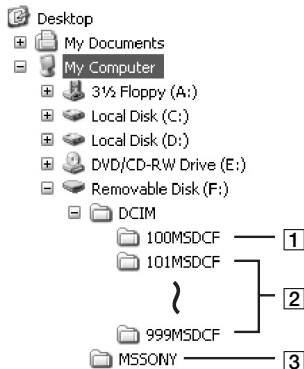 Desktop
My Documents
My Computer
3½ Floppy (A:)
Local Disk (C:)
Local Disk (D:)
DVD/CD-RW Drive (E:)
Removable Disk (F:)
DCIM
100MSDCF 1
101MSDCF
2
999MSDCF
MSSONY 3